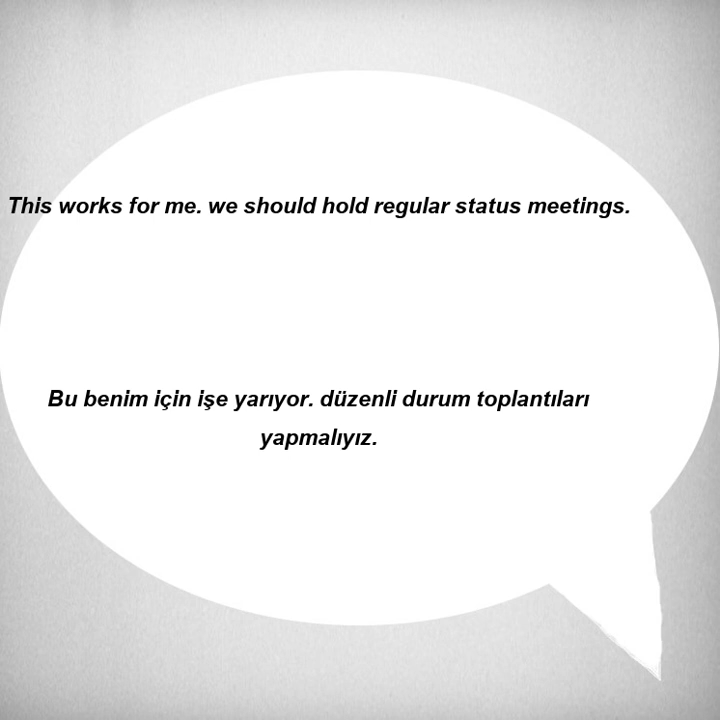 This works for me. we should hold regular status meetings.
Bu benim için işe yarıyor. düzenli durum toplantıları
yapmalıyız.